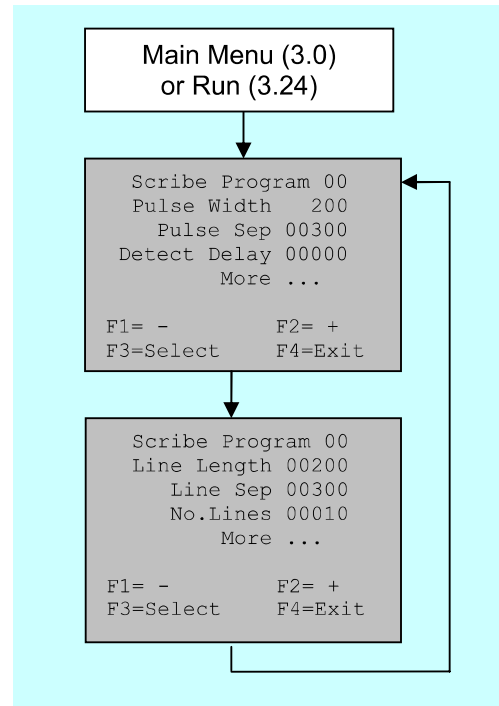 Main Menu (3.0)
or Run (3.24)
Scribe Program 00
Pulse Width 200
Pulse Sep 00300
Detect Delay 00000
More ...
F1= - F2= +
F3=Select F4=Exit
Scribe Program 00
Line Length 00200
Line Sep 00300
No.Lines 00010
More ...
F1= - F2= +
F3=Select F4=Exit